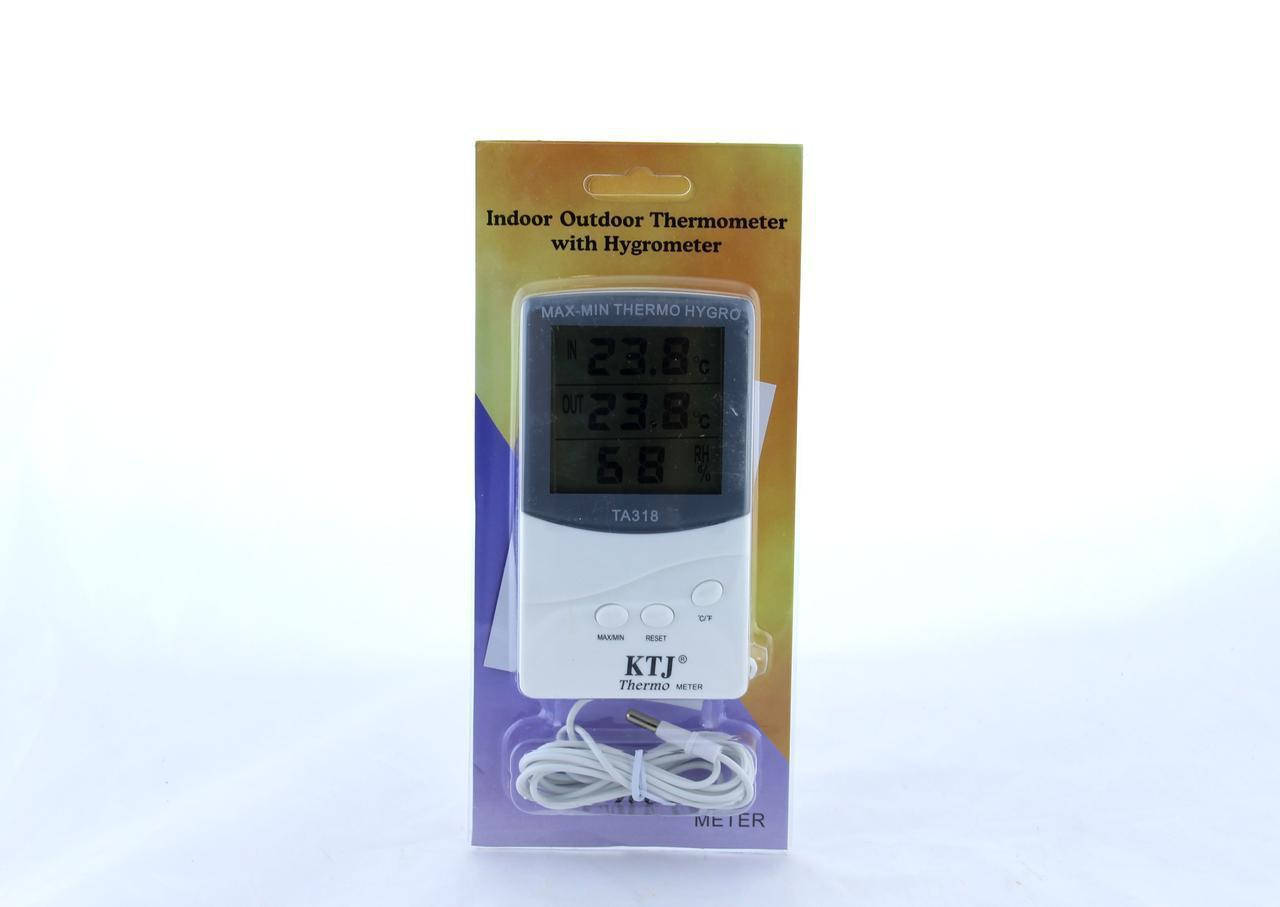 Indoor Outdoor Thermometer
with Hygrometer
MAX-MIN THERMO HYGRO
IN 23.8 °C
OUT 23.8 °C
68 RH %
TA318
°C/°F
MAX/MIN RESET
KTJ®
Thermo METER
METER